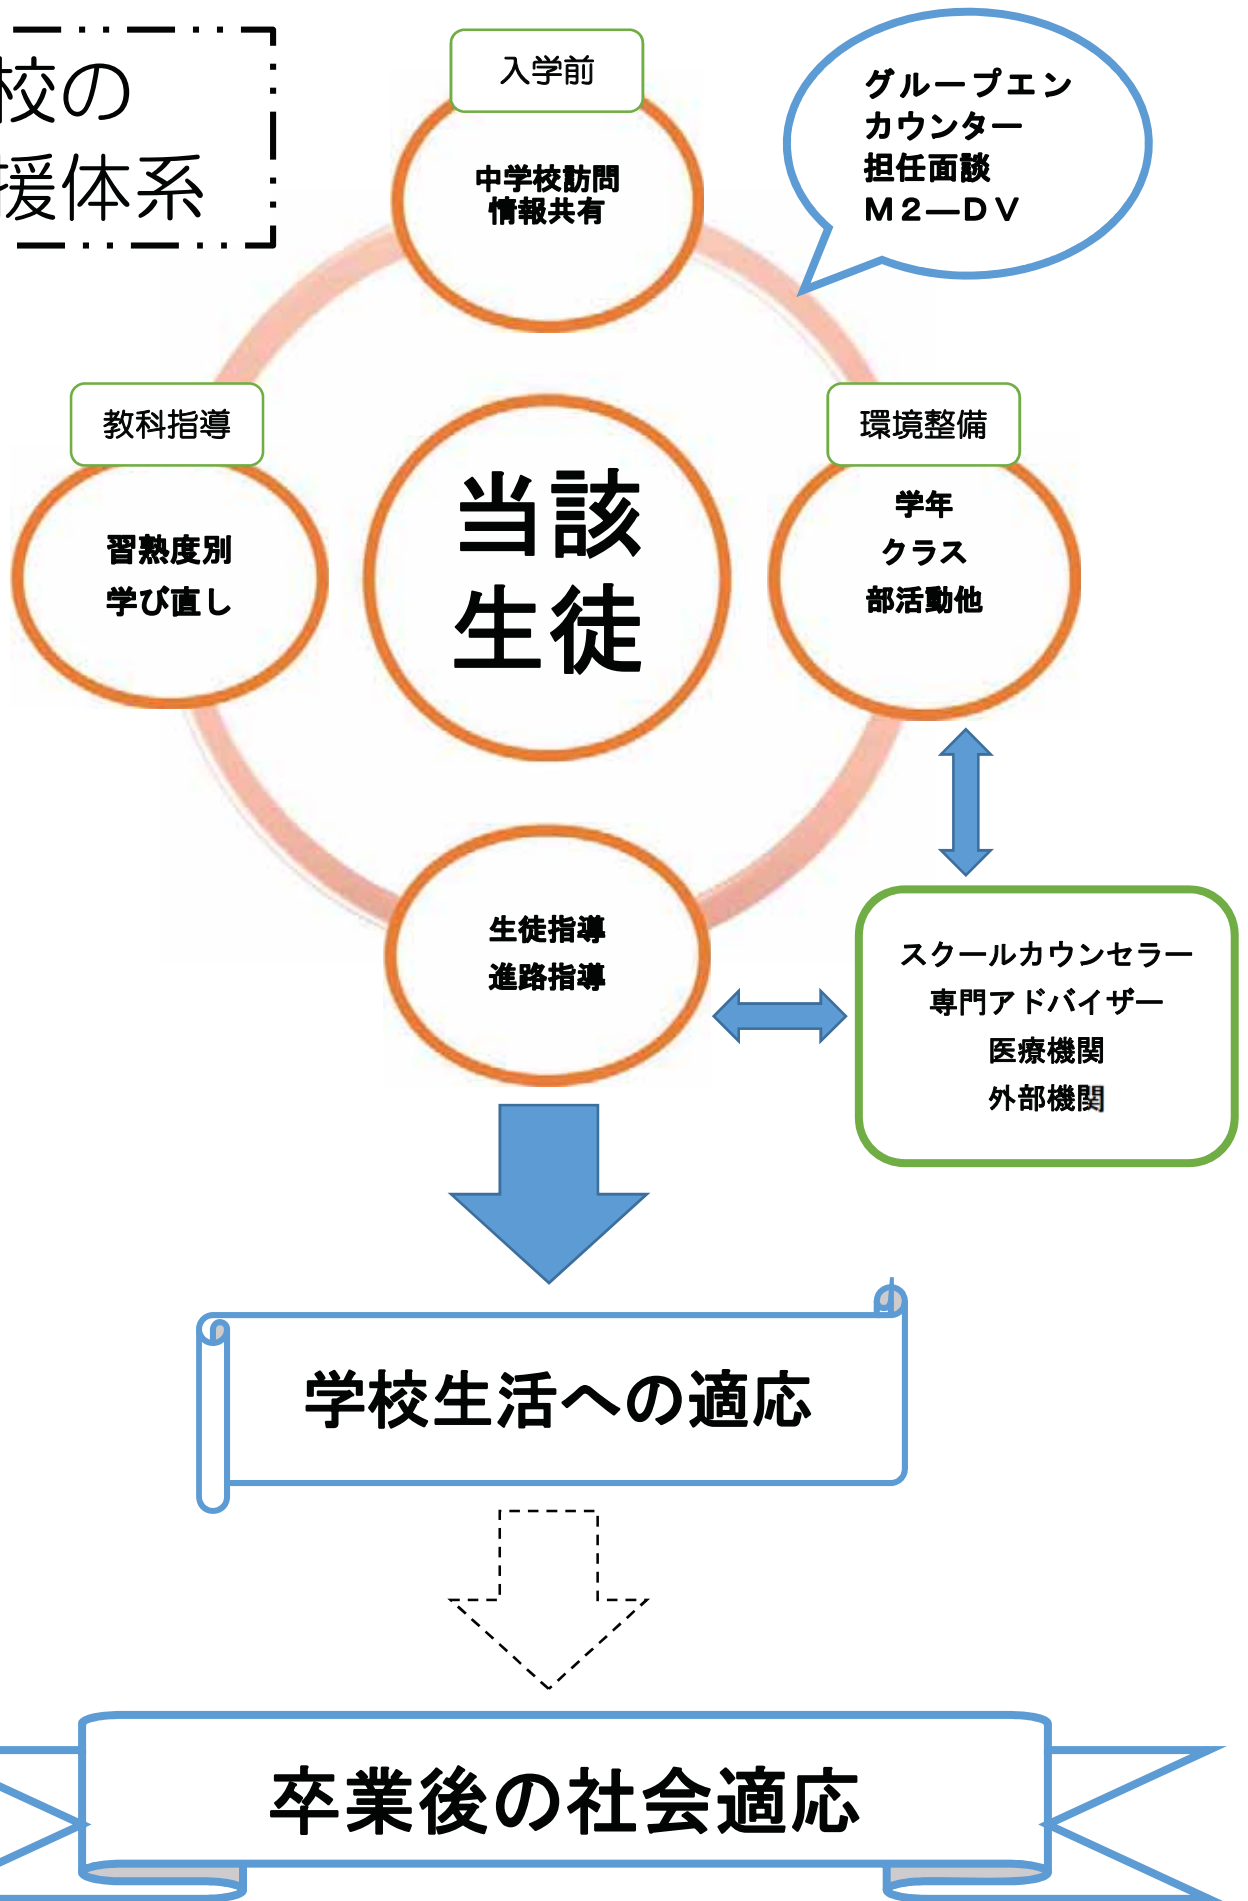 校の
援体系
入学前
中学校訪問
情報共有
グループエン
カウンター
担任面談
Ｍ２―ＤＶ
教科指導
習熟度別
学び直し
当該
生徒
環境整備
学年
クラス
部活動他
生徒指導
進路指導
スクールカウンセラー
専門アドバイザー
医療機関
外部機関
学校生活への適応
卒業後の社会適応